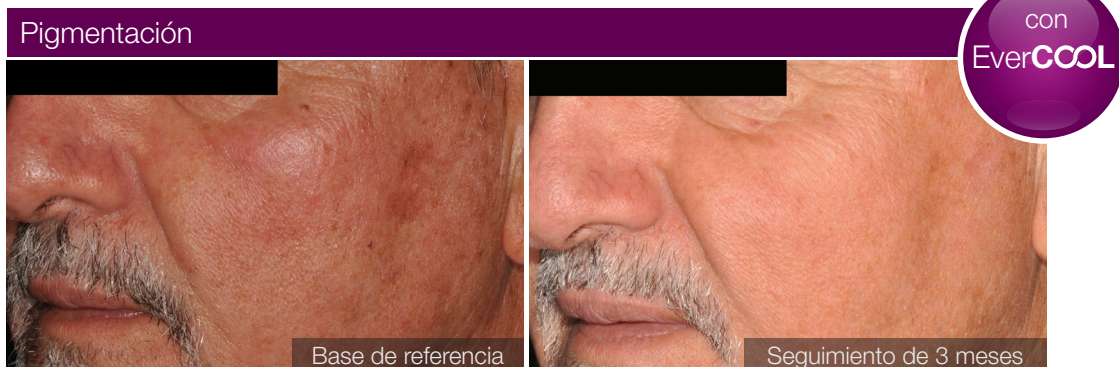 Pigmentación
con
EverCOOL
Base de referencia
Seguimiento de 3 meses